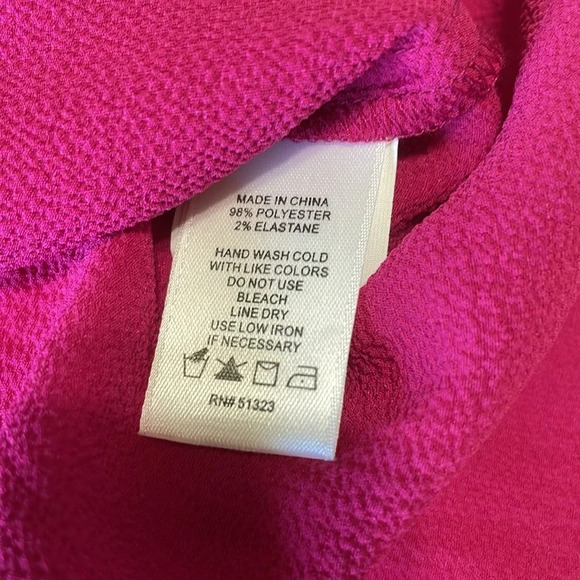 MADE IN CHINA
98% POLYESTER
2% ELASTANE
HAND WASH COLD
WITH LIKE COLORS
DO NOT USE
BLEACH
LINE DRY
USE LOW IRON
IF NECESSARY
RN# 51323